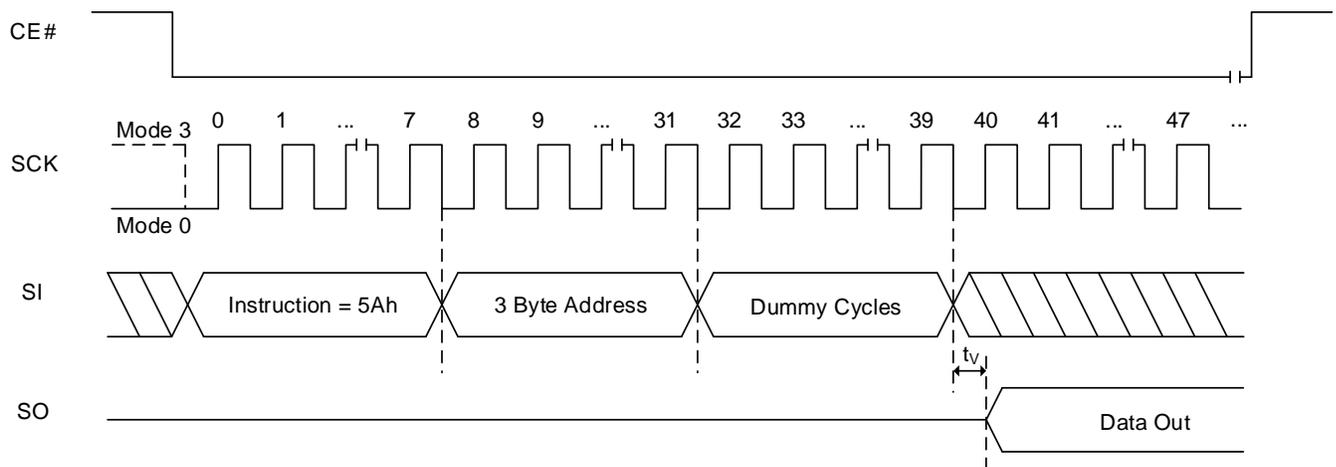 CE#
Mode 3 0 1 ... 7 8 9 ... 31 32 33 ... 39 40 41 ... 47 ...
SCK
Mode 0
SI Instruction = 5Ah 3 Byte Address Dummy Cycles
tV
SO Data Out